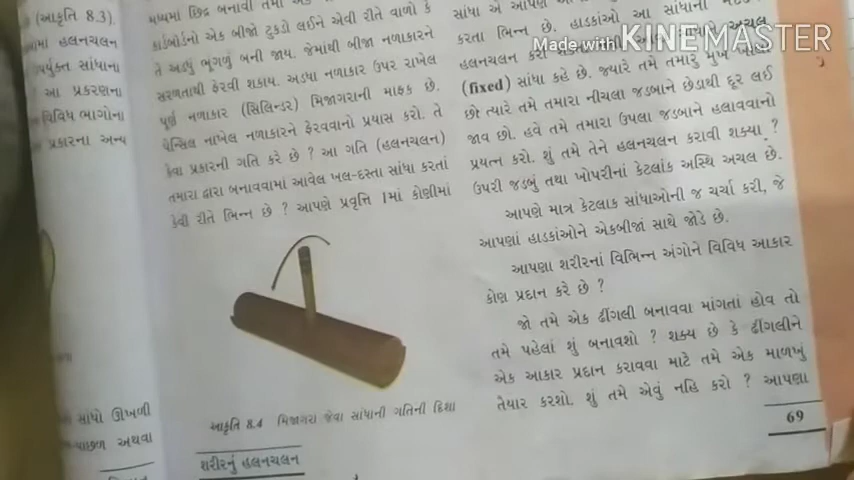 (આકૃતિ 8.3).
હલનચલન
ઉપર્યુક્ત સાંધાના
આ પ્રકરણના
વિવિધ ભાગોના
પ્રકારના અન્ય
સાંધો ઊખળી
અથવા
મધ્યમાં છિદ્ર બનાવી
કાર્ડબોર્ડનો એક બીજો ટુકડો લઈને એવી રીતે વાળો કે
તે અડધું ભૂંગળું બની જાય. જેમાંથી બીજા નળાકારને
સરળતાથી ફેરવી શકાય. અડધા નળાકાર ઉપર રાખેલ
પૂર્ણ નળાકાર (સિલિન્ડર) મિજાગરાની માફક છે.
પેન્સિલ નાખેલ નળાકારને ફેરવવાનો પ્રયાસ કરો. તે
કેવા પ્રકારની ગતિ કરે છે ? આ ગતિ (હલનચલન)
તમારા દ્વારા બનાવવામાં આવેલ ખલ-દસ્તા સાંધા કરતાં
કેવી રીતે ભિન્ન છે ? આપણે પ્રવૃત્તિ 1માં કોણીમાં
આકૃતિ 8.4 મિજાગરા જેવા સાંધાની ગતિની દિશા
શરીરનું હલનચલન
સાંધા એ આપણે
કરતા ભિન્ન છે. હાડકાંઓ આ સાંધાની
હલનચલન કરી અચલ
(fixed) સાંધા કહે છે. જ્યારે તમે તમારું મુખ ખોલો
છો ત્યારે તમે તમારા નીચલા જડબાને છેડાથી દૂર લઈ
જાવ છો. હવે તમે તમારા ઉપલા જડબાને હલાવવાનો
પ્રયત્ન કરો. શું તમે તેને હલનચલન કરાવી શક્યા ?
ઉપરી જડબું તથા ખોપરીનાં કેટલાંક અસ્થિ અચલ છે.
આપણે માત્ર કેટલાક સાંધાઓની જ ચર્ચા કરી, જે
આપણાં હાડકાંઓને એકબીજાં સાથે જોડે છે.
આપણા શરીરનાં વિભિન્ન અંગોને વિવિધ આકાર
કોણ પ્રદાન કરે છે ?
જો તમે એક ઢીંગલી બનાવવા માંગતાં હોવ તો
તમે પહેલાં શું બનાવશો ? શક્ય છે કે ઢીંગલીને
એક આકાર પ્રદાન કરાવવા માટે તમે એક માળખું
તૈયાર કરશો. શું તમે એવું નહિ કરો ? આપણા
69
Made with KINEMASTER